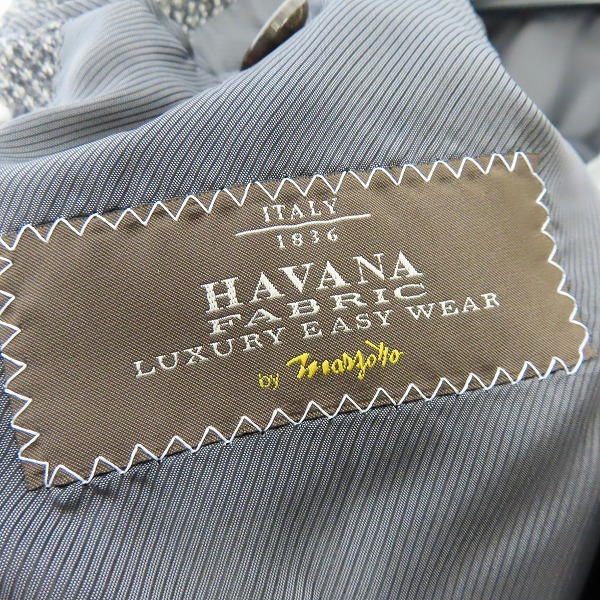 ITALY
1836
HAVANA
FABRIC
LUXURY EASY WEAR
by marzotto